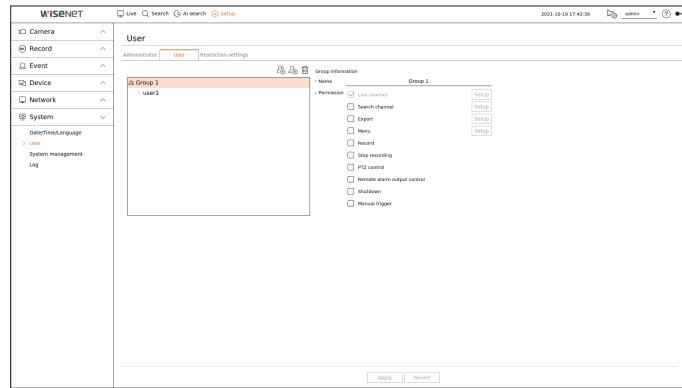 WISENET
Live Search AI search Setup 2021-10-19 17:42:30 admin ?
Camera
Record
Event
Device
Network
System
Date/Time/Language
> User
System management
Log
User
Administrator User Restriction settings
Group 1
user1
Group information
Name Group 1
Permission Live channel Setup
Search channel Setup
Export Setup
Menu Setup
Record
Stop recording
PTZ control
Remote alarm output control
Shutdown
Manual trigger
Apply Revert